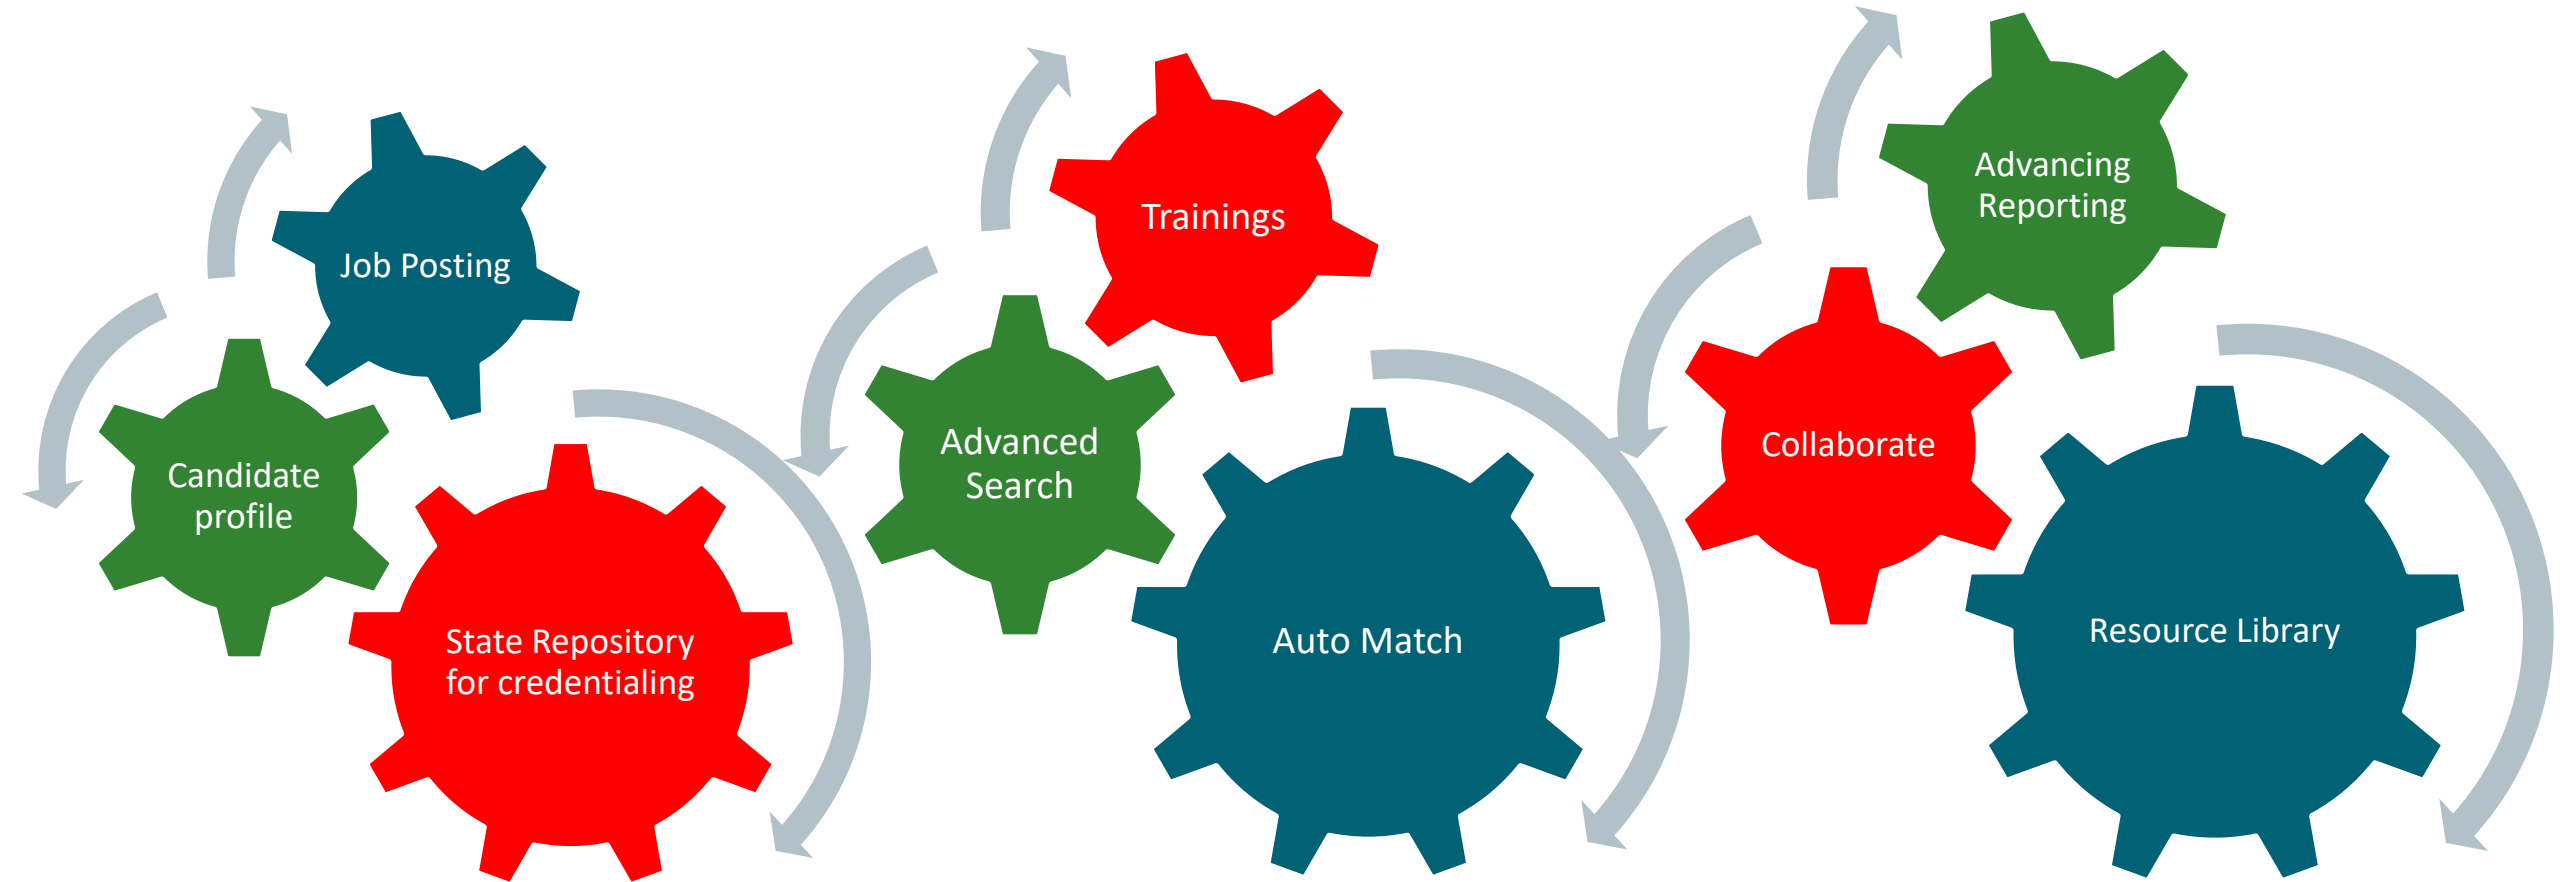 Job Posting
Candidate
profile
State Repository
for credentialing
Trainings
Advanced
Search
Auto Match
Advancing
Reporting
Collaborate
Resource Library